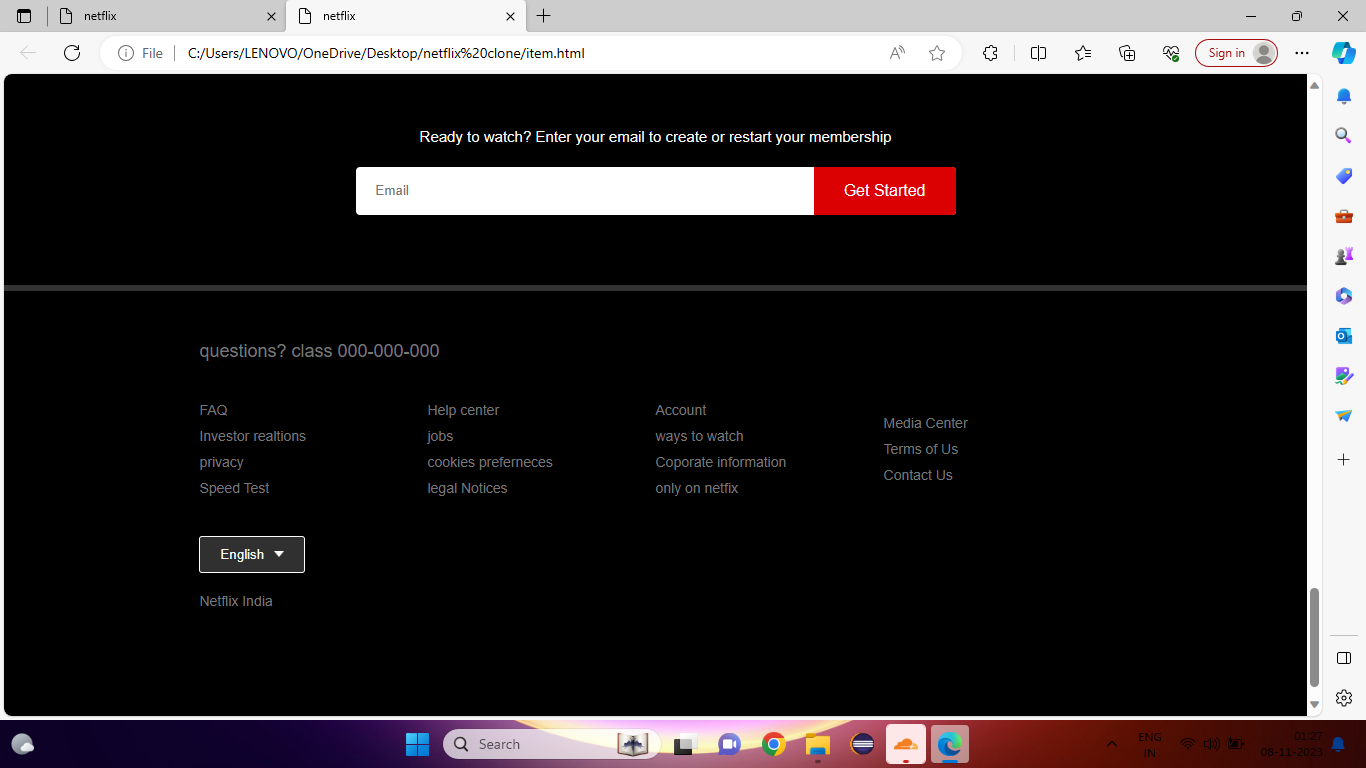 netflix
netflix
File
C:/Users/LENOVO/OneDrive/Desktop/netflix%20clone/item.html
Sign in
Ready to watch? Enter your email to create or restart your membership
Email
Get Started
questions? class 000-000-000
FAQ
Help center
Account
Media Center
Investor realtions
jobs
ways to watch
Terms of Us
privacy
cookies preferneces
Coporate information
Contact Us
Speed Test
legal Notices
only on netfix
English
Netflix India
Search
ENG
IN
01:27
08-11-2023